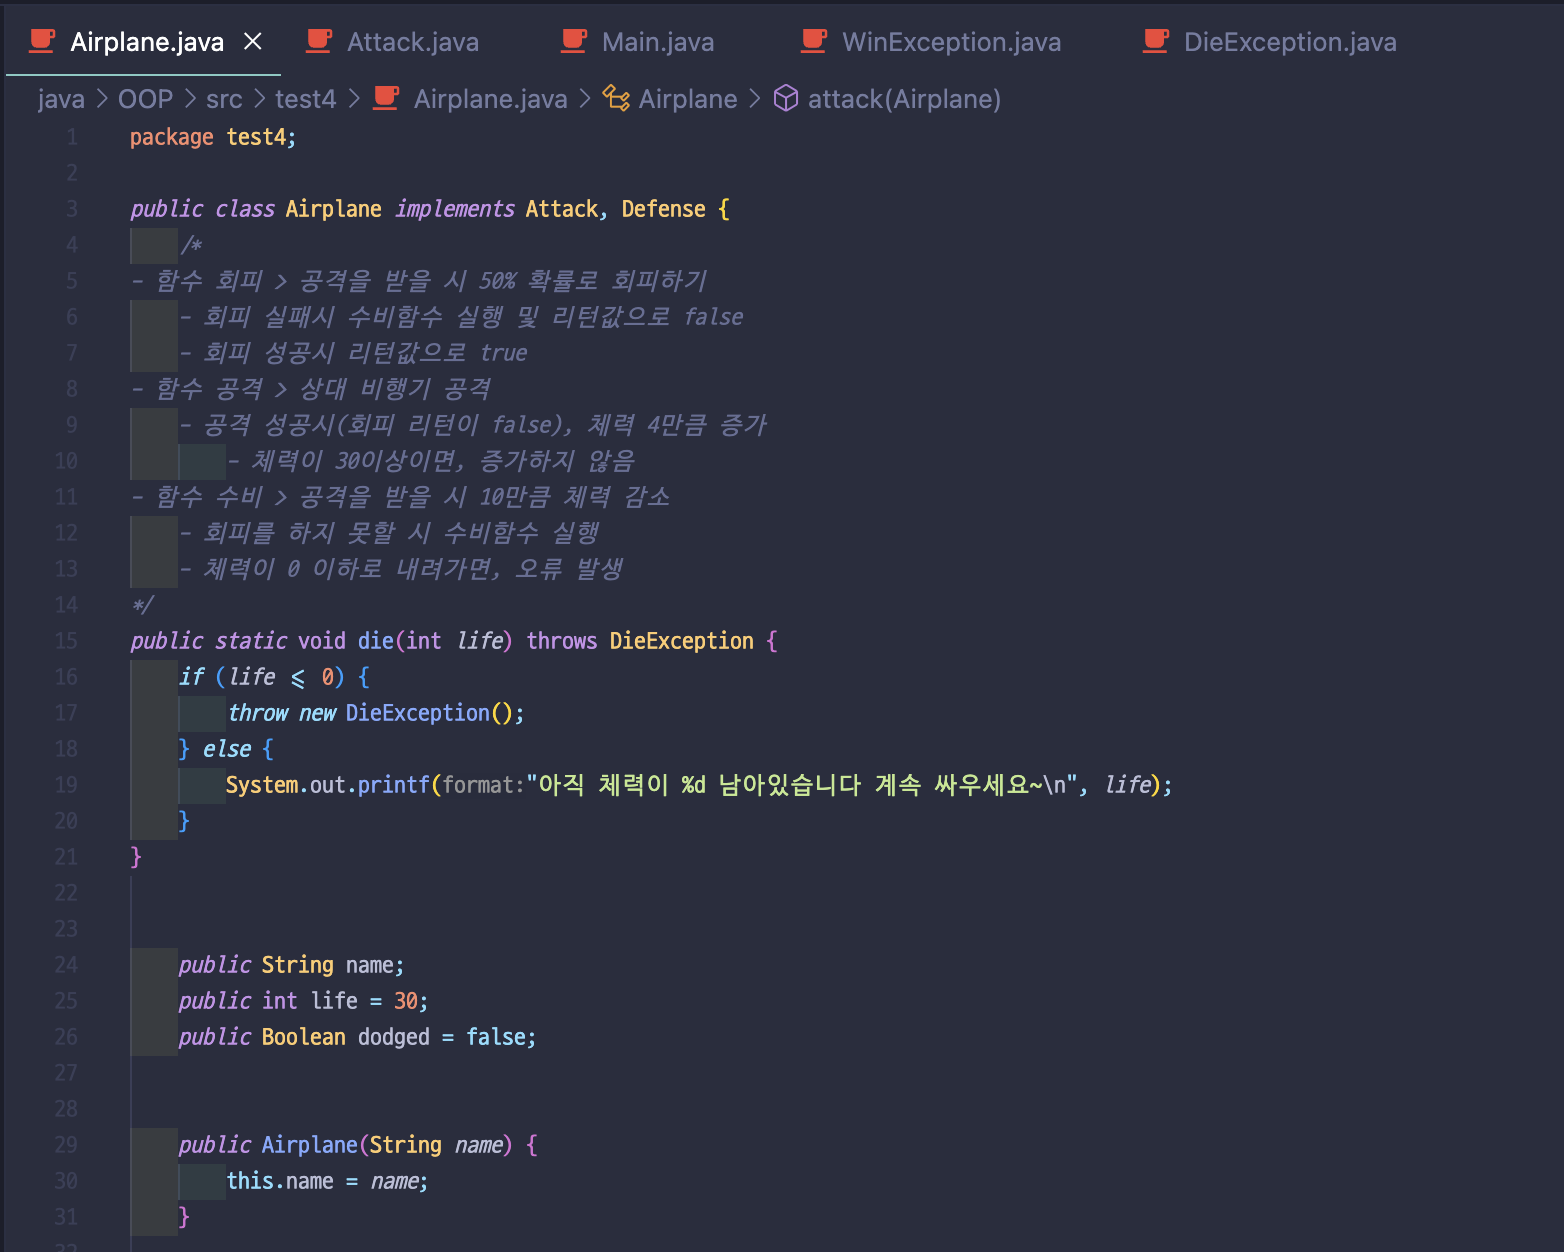 Airplane.java
Attack.java
Main.java
WinException.java
DieException.java
java > OOP > src > test4 > Airplane.java > Airplane > attack(Airplane)
1 package test4;
2
3 public class Airplane implements Attack, Defense {
4 /*
5 - 함수 회피 > 공격을 받을 시 50% 확률로 회피하기
6 - 회피 실패시 수비함수 실행 및 리턴값으로 false
7 - 회피 성공시 리턴값으로 true
8 - 함수 공격 > 상대 비행기 공격
9 - 공격 성공시(회피 리턴이 false), 체력 4만큼 증가
10 - 체력이 30이상이면, 증가하지 않음
11 - 함수 수비 > 공격을 받을 시 10만큼 체력 감소
12 - 회피를 하지 못할 시 수비함수 실행
13 - 체력이 0 이하로 내려가면, 오류 발생
14 */
15 public static void die(int life) throws DieException {
16 if (life ⩽ 0) {
17 throw new DieException();
18 } else {
19 System.out.printf(format:"아직 체력이 %d 남아있습니다 계속 싸우세요~\n", life);
20 }
21 }
22
23
24 public String name;
25 public int life = 30;
26 public Boolean dodged = false;
27
28
29 public Airplane(String name) {
30 this.name = name;
31 }
32